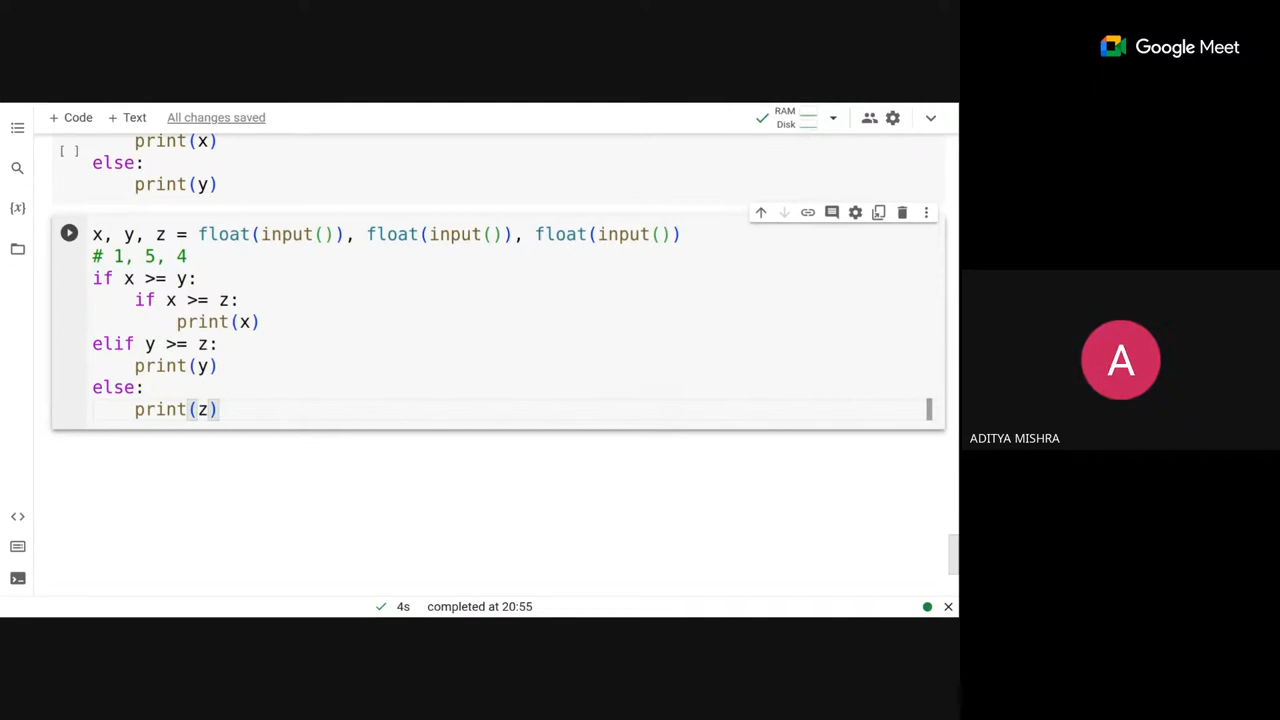 Google Meet
+ Code + Text All changes saved
RAM
Disk
print(x)
[ ]
else:
print(y)
x, y, z = float(input()), float(input()), float(input())
# 1, 5, 4
if x >= y:
if x >= z:
print(x)
elif y >= z:
print(y)
else:
print(z)
{x}
A
ADITYA MISHRA
4s completed at 20:55